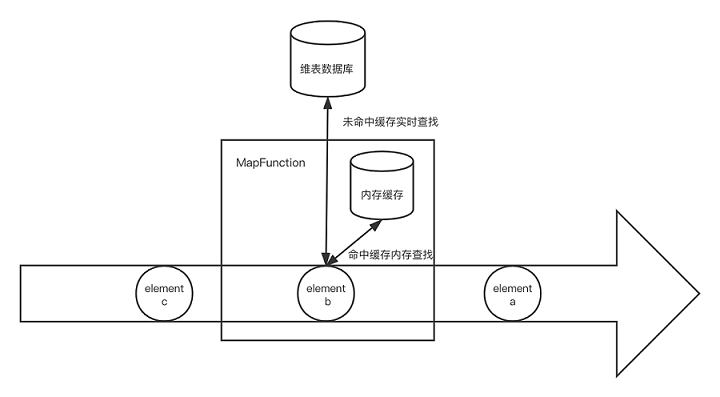 维表数据库
未命中缓存实时查找
MapFunction
内存缓存
命中缓存内存查找
element
c
element
b
element
a